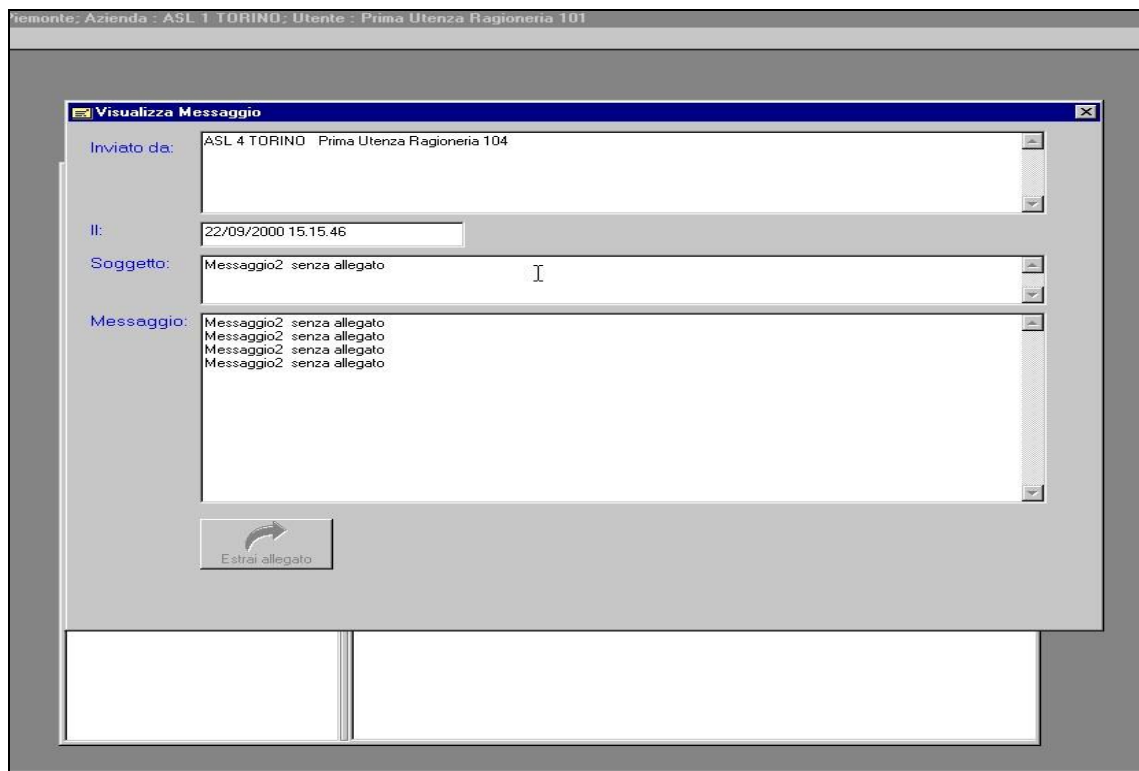 iemonte; Azienda : ASL 1 TORINO; Utente : Prima Utenza Ragioneria 101
Visualizza Messaggio
Inviato da: ASL 4 TORINO Prima Utenza Ragioneria 104
Il: 22/09/2000 15.15.46
Soggetto: Messaggio2 senza allegato
Messaggio: Messaggio2 senza allegato
Messaggio2 senza allegato
Messaggio2 senza allegato
Messaggio2 senza allegato
Estrai allegato